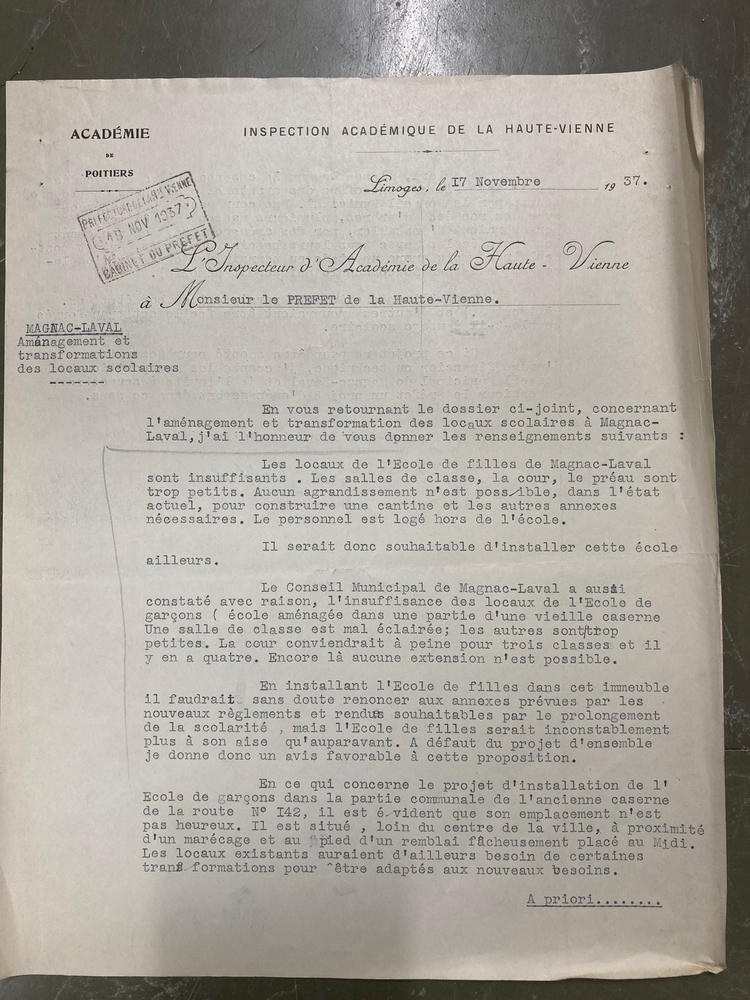 ACADÉMIE
DE
POITIERS
INSPECTION ACADÉMIQUE DE LA HAUTE-VIENNE
Limoges, le 17 Novembre 1937.
PREFECTURE DE LA Hte VIENNE
18 NOV 1937
No
CABINET DU PREFET
L'Inspecteur d'Académie de la Haute-Vienne
à Monsieur le PREFET de la Haute-Vienne.
MAGNAC-LAVAL
Aménagement et
transformations
des locaux scolaires
-------
En vous retournant le dossier ci-joint, concernant
l'aménagement et transformation des locaux scolaires à Magnac-
Laval, j'ai l'honneur de vous donner les renseignements suivants :
Les locaux de l'Ecole de filles de Magnac-Laval
sont insuffisants . Les salles de classe, la cour, le préau sont
trop petits. Aucun agrandissement n'est possible, dans l'état
actuel, pour construire une cantine et les autres annexes
nécessaires. Le personnel est logé hors de l'école.
Il serait donc souhaitable d'installer cette école
ailleurs.
Le Conseil Municipal de Magnac-Laval a aussi
constaté avec raison, l'insuffisance des locaux de l'Ecole de
garçons ( école aménagée dans une partie d'une vieille caserne
Une salle de classe est mal éclairée; les autres sont/trop
petites. La cour conviendrait à peine pour trois classes et il
y en a quatre. Encore là aucune extension n'est possible.
En installant l'Ecole de filles dans cet immeuble
il faudrait sans doute renoncer aux annexes prévues par les
nouveaux règlements et rendues souhaitables par le prolongement
de la scolarité , mais l'Ecole de filles serait inconstablement
plus à son aise qu'auparavant. A défaut du projet d'ensemble
je donne donc un avis favorable à cette proposition.
En ce qui concerne le projet d'installation de l'
Ecole de garçons dans la partie communale de l'ancienne caserne
de la route N° I42, il est évident que son emplacement n'est
pas heureux. Il est situé , loin du centre de la ville, à proximité
d'un marécage et au pied d'un remblai fâcheusement placé au Midi.
Les locaux existants auraient d'ailleurs besoin de certaines
transformations pour être adaptés aux nouveaux besoins.
A priori........